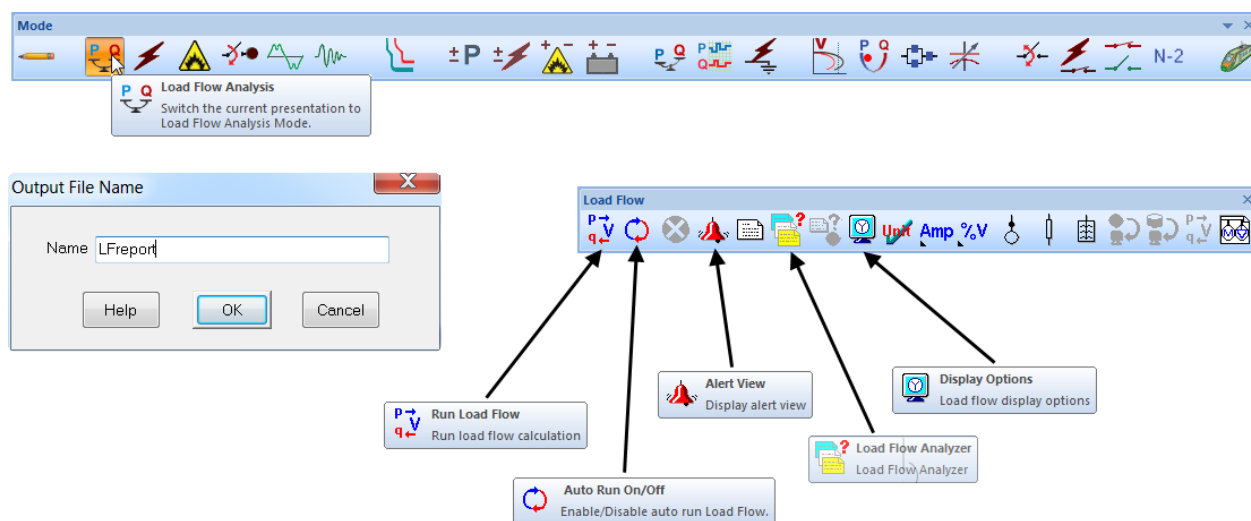 Mode
P Q
±P
+ -
+ -
P Q
P
Q
V
P Q
N-2
P Q
Load Flow Analysis
Switch the current presentation to
Load Flow Analysis Mode.
Output File Name
Name LFreport
Help
OK
Cancel
Load Flow
P V
q
?
?
Unit
Amp
%V
P V
q
Alert View
Display alert view
Display Options
Load flow display options
P V
q
Run Load Flow
Run load flow calculation
?
Load Flow Analyzer
Load Flow Analyzer
Auto Run On/Off
Enable/Disable auto run Load Flow.